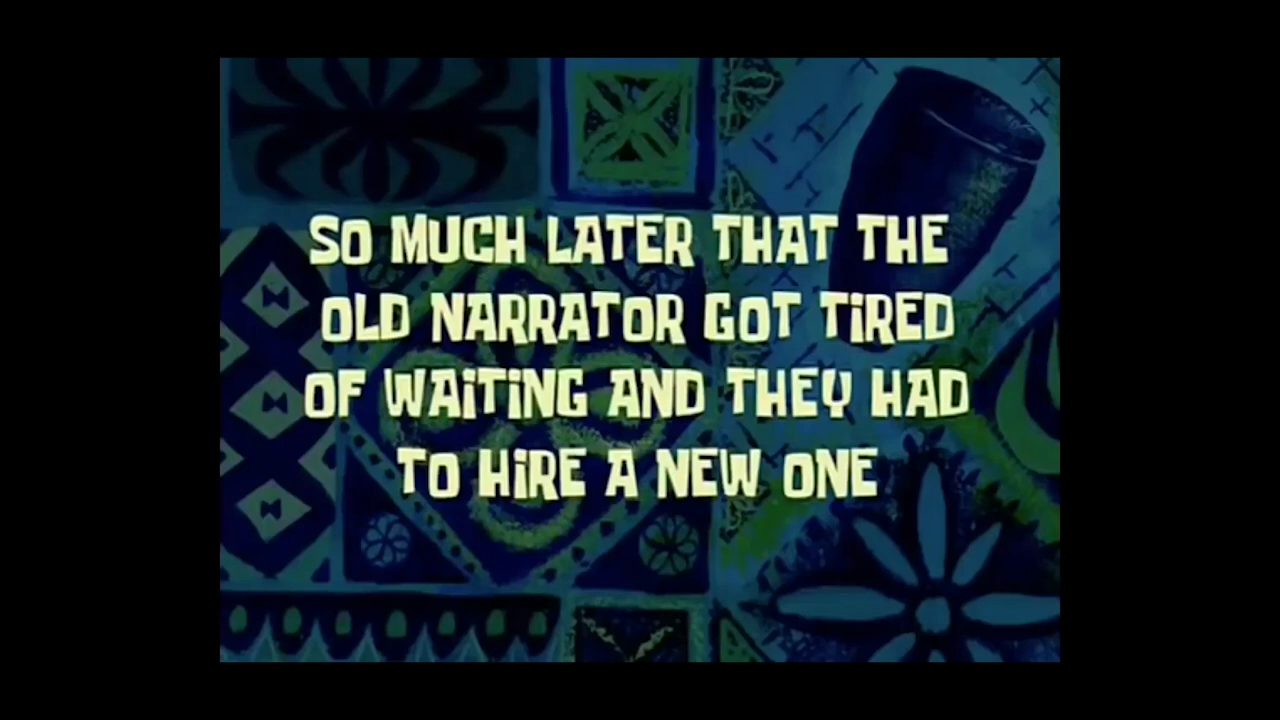 SO MUCH LATER THAT THE
OLD NARRATOR GOT TiRED
OF WAiTiNG AND THEY HAD
TO HiRE A NEW ONE